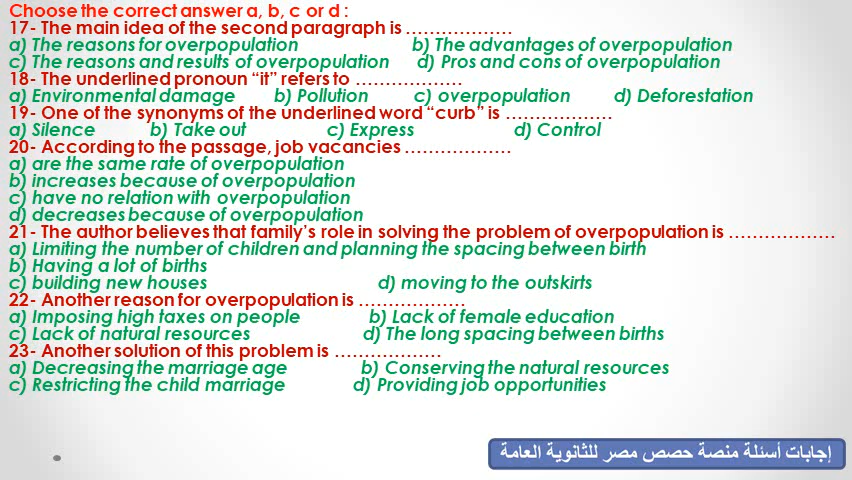 Choose the correct answer a, b, c or d :
17- The main idea of the second paragraph is ………………
a) The reasons for overpopulation b) The advantages of overpopulation
c) The reasons and results of overpopulation d) Pros and cons of overpopulation
18- The underlined pronoun “it” refers to ………………
a) Environmental damage b) Pollution c) overpopulation d) Deforestation
19- One of the synonyms of the underlined word “curb” is ………………
a) Silence b) Take out c) Express d) Control
20- According to the passage, job vacancies ………………
a) are the same rate of overpopulation
b) increases because of overpopulation
c) have no relation with overpopulation
d) decreases because of overpopulation
21- The author believes that family’s role in solving the problem of overpopulation is ………………
a) Limiting the number of children and planning the spacing between birth
b) Having a lot of births
c) building new houses d) moving to the outskirts
22- Another reason for overpopulation is ………………
a) Imposing high taxes on people b) Lack of female education
c) Lack of natural resources d) The long spacing between births
23- Another solution of this problem is ………………
a) Decreasing the marriage age b) Conserving the natural resources
c) Restricting the child marriage d) Providing job opportunities
إجابات أسئلة منصة حصص مصر للثانوية العامة